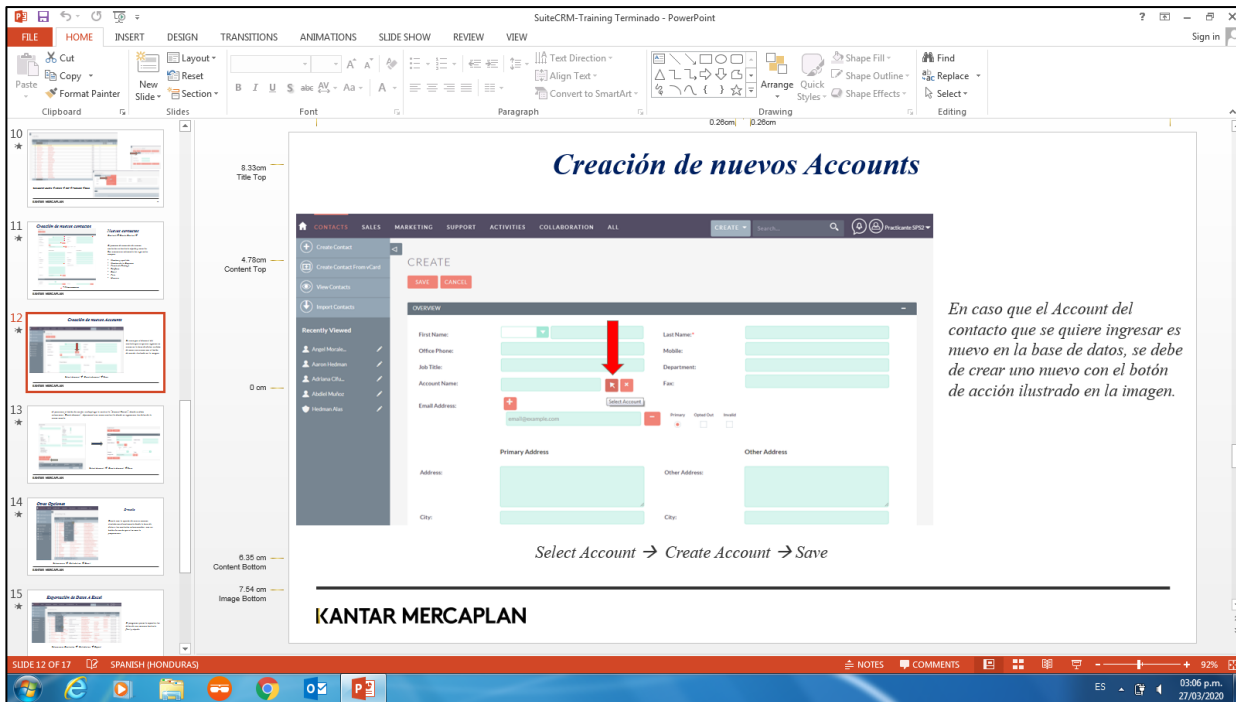 SuiteCRM-Training Terminado - PowerPoint
Sign in
FILE HOME INSERT DESIGN TRANSITIONS ANIMATIONS SLIDE SHOW REVIEW VIEW
Paste
Cut
Copy
Format Painter
Clipboard
New
Slide
Layout
Reset
Section
Slides
Font
Text Direction
Align Text
Convert to SmartArt
Paragraph
Arrange
Quick
Styles
Shape Fill
Shape Outline
Shape Effects
Drawing
Find
Replace
Select
Editing
0.26cm 0.26cm
10
11
Creación de nuevos contactos
12
Creación de nuevos Accounts
13
14
Otras Opciones
15
Exportación de Datos A Excel
8.33cm
Title Top
4.78cm
Content Top
0 cm
6.35 cm
Content Bottom
7.54 cm
Image Bottom
Creación de nuevos Accounts
CONTACTS SALES MARKETING SUPPORT ACTIVITIES COLLABORATION ALL CREATE Search... Practicante SPS2
Create Contact
Create Contact From vCard
View Contacts
Import Contacts
Recently Viewed
Angel Morale...
Aaron Hedman
Adriana Cifu...
Abdiel Muñoz
Hedman Alas
CREATE
SAVE CANCEL
OVERVIEW
First Name: Last Name:*
Office Phone: Mobile:
Job Title: Department:
Account Name: Fax:
Select Account
Email Address:
email@example.com
Primary Opted Out Invalid
Primary Address Other Address
Address: Other Address:
City: City:
En caso que el Account del
contacto que se quiere ingresar es
nuevo en la base de datos, se debe
de crear uno nuevo con el botón
de acción ilustrado en la imagen.
Select Account → Create Account → Save
KANTAR MERCAPLAN
SLIDE 12 OF 17 SPANISH (HONDURAS) NOTES COMMENTS 92%
ES
03:06 p.m.
27/03/2020